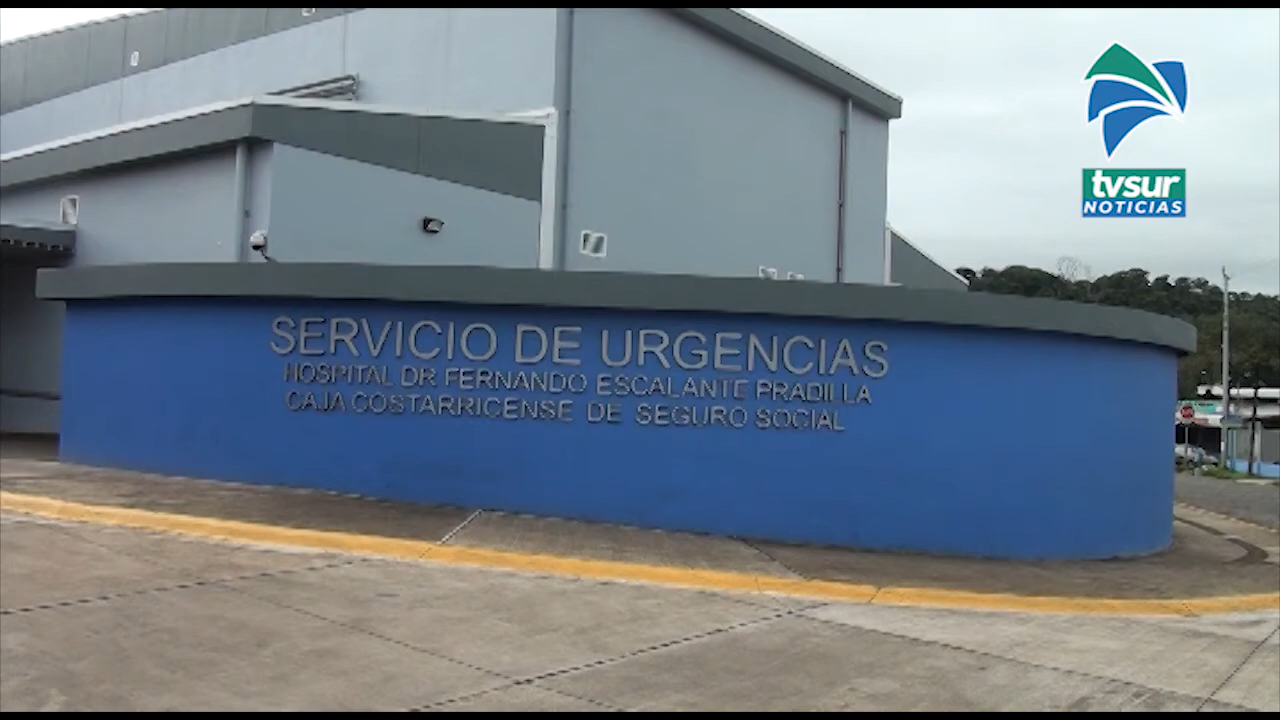 tvsur
NOTICIAS
SERVICIO DE URGENCIAS
HOSPITAL DR FERNANDO ESCALANTE PRADILLA
CAJA COSTARRICENSE DE SEGURO SOCIAL